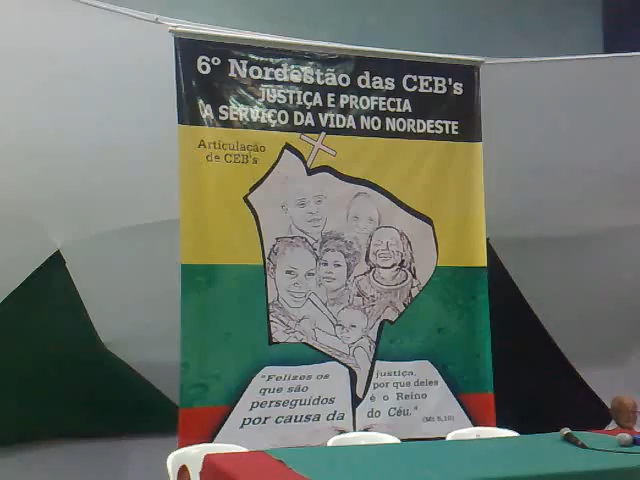 6º Nordestão das CEB's
JUSTIÇA E PROFECIA
A SERVIÇO DA VIDA NO NORDESTE
Articulação
de CEB's
"Felizes os
que são
perseguidos
por causa da
justiça,
por que deles
é o Reino
do Céu."
(Mt 5,10)